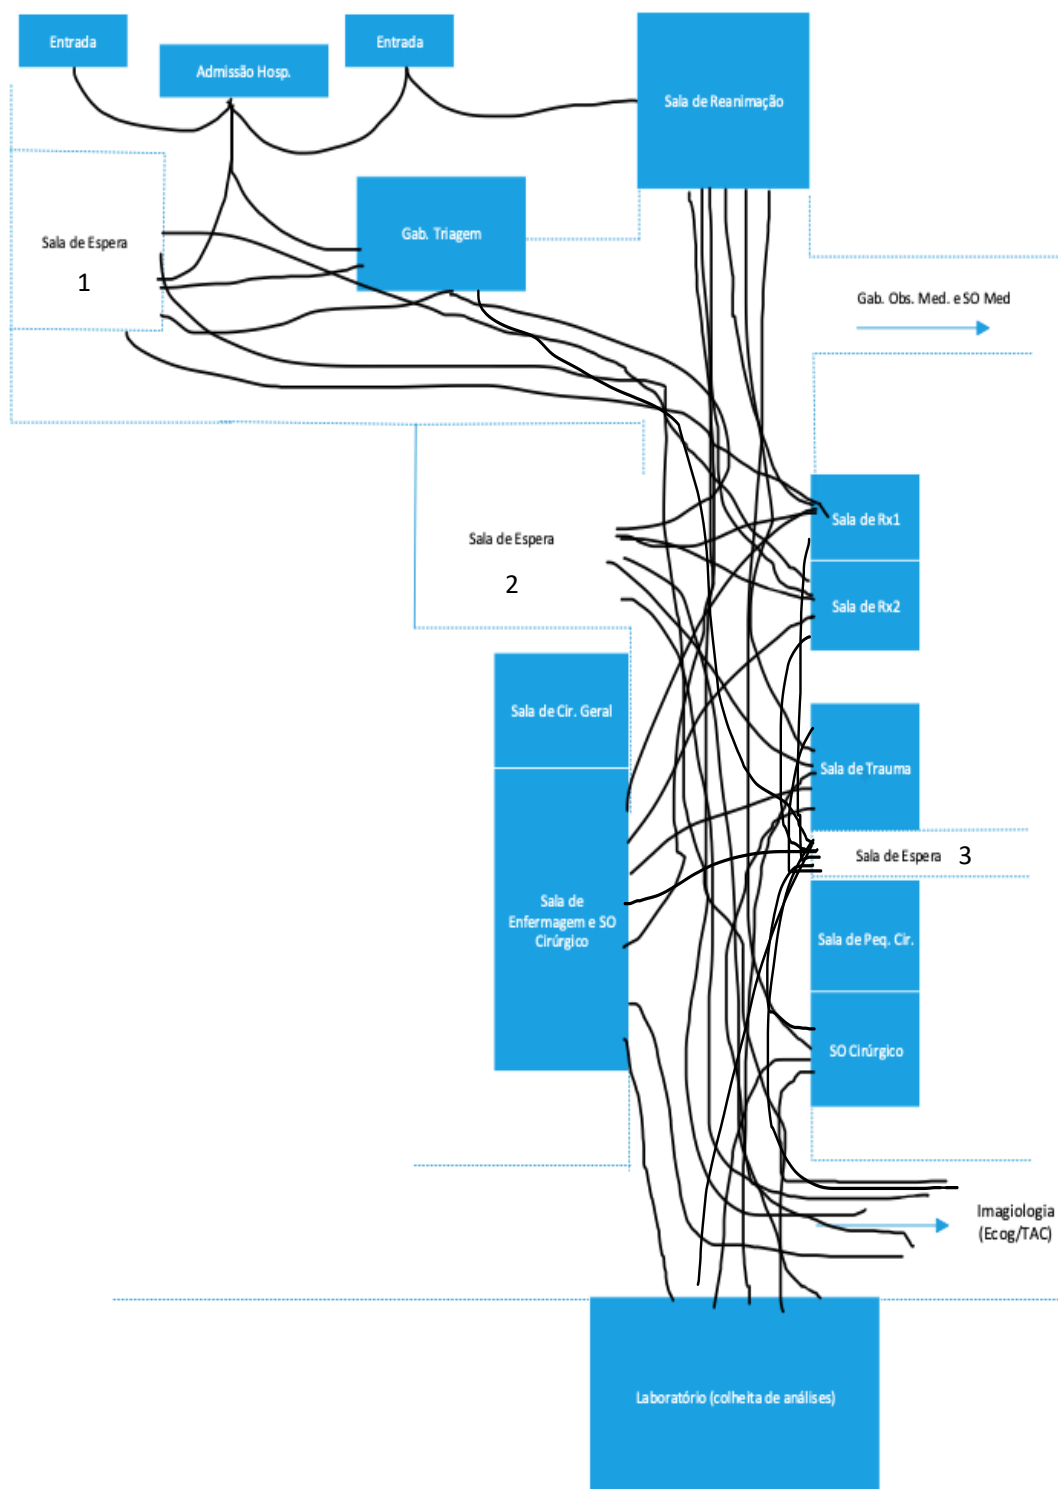 Entrada
Admissão Hosp.
Entrada
Sala de Reanimação
Sala de Espera
1
Gab. Triagem
Gab. Obs. Med. e SO Med
Sala de Espera
2
Sala de Rx1
Sala de Rx2
Sala de Cir. Geral
Sala de Trauma
Sala de Espera 3
Sala de
Enfermagem e SO
Cirúrgico
Sala de Peq. Cir.
SO Cirúrgico
Imagiologia
(Ecog/TAC)
Laboratório (colheita de análises)